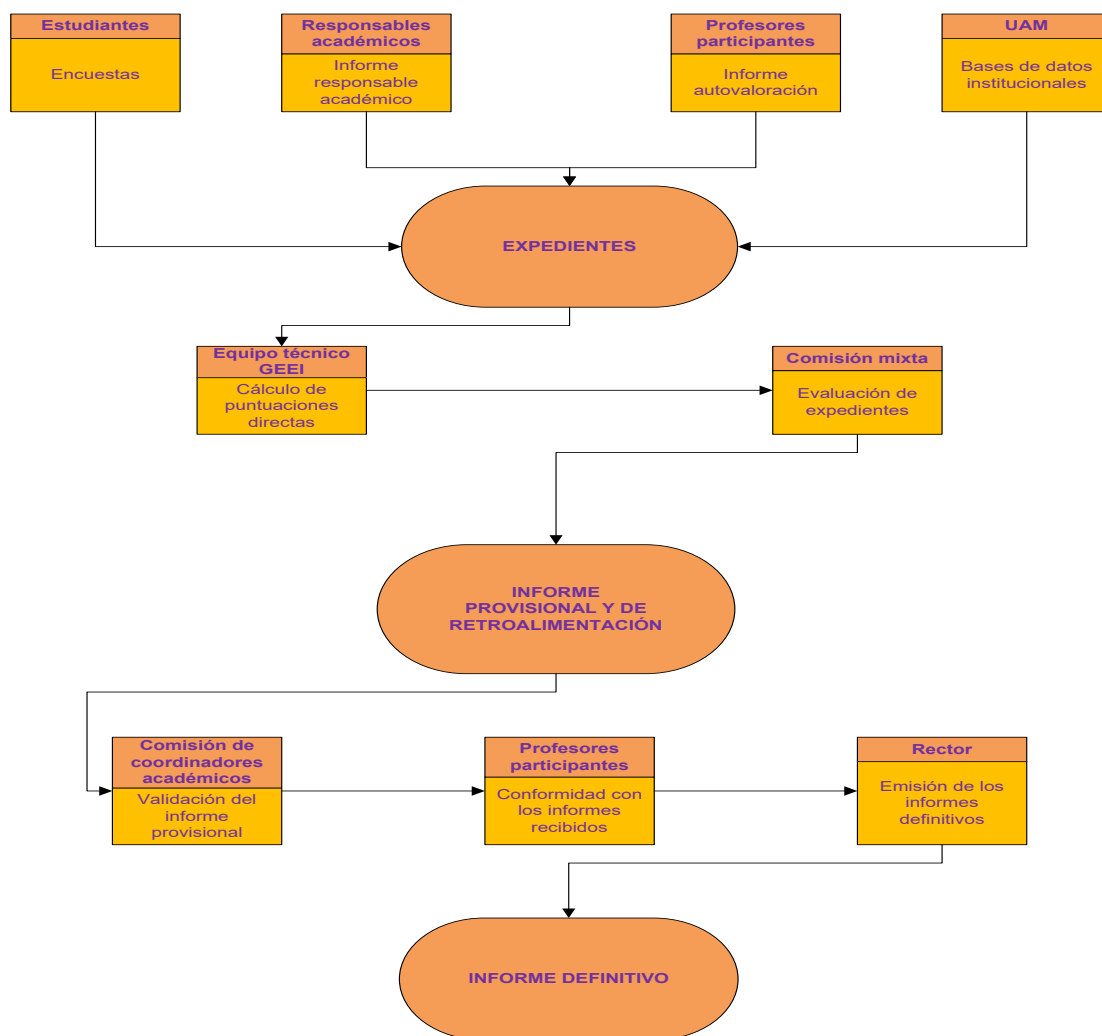 Estudiantes
Encuestas
Responsables
académicos
Informe
responsable
académico
Profesores
participantes
Informe
autovaloración
UAM
Bases de datos
institucionales
EXPEDIENTES
Equipo técnico
GEEI
Cálculo de
puntuaciones
directas
Comisión mixta
Evaluación de
expedientes
INFORME
PROVISIONAL Y DE
RETROALIMENTACIÓN
Comisión de
coordinadores
académicos
Validación del
informe
provisional
Profesores
participantes
Conformidad con
los informes
recibidos
Rector
Emisión de los
informes
definitivos
INFORME DEFINITIVO